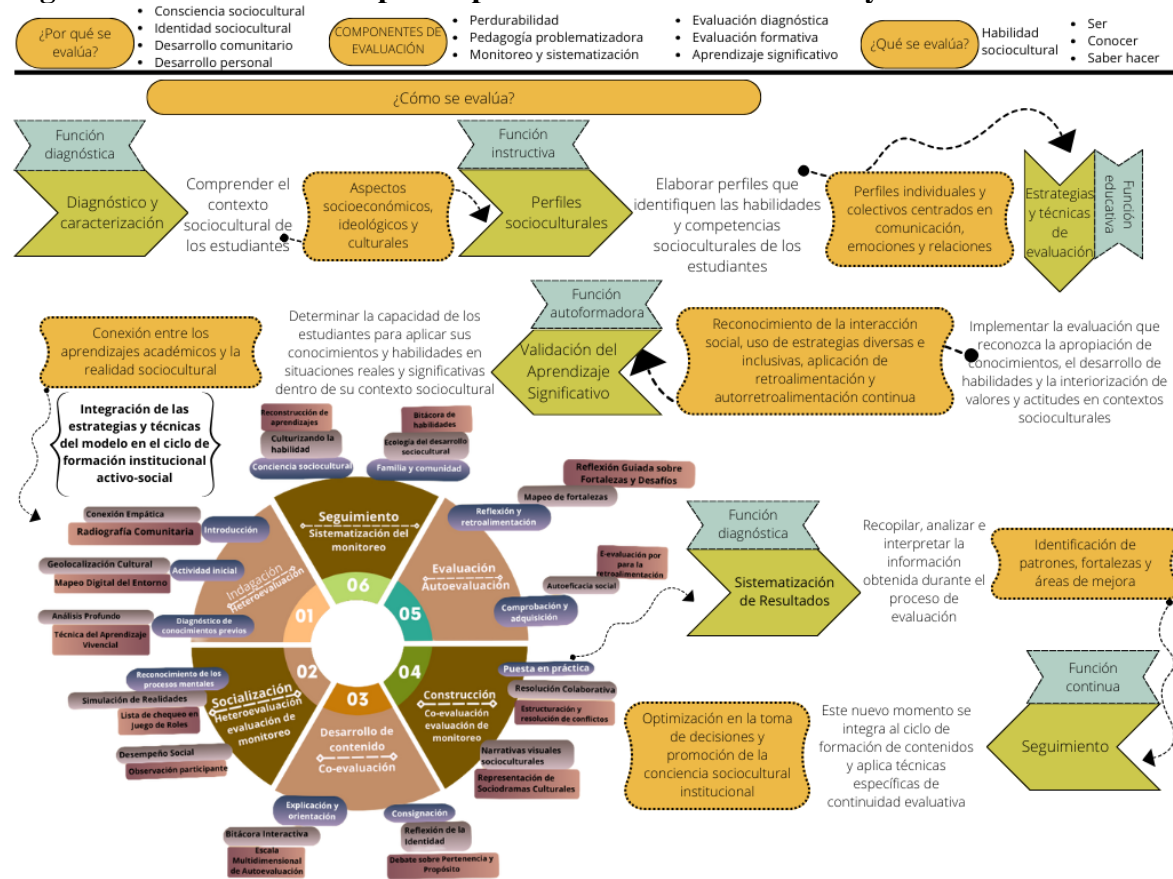 ¿Por qué se
evalúa?
• Consciencia sociocultural
• Identidad sociocultural
• Desarrollo comunitario
• Desarrollo personal
COMPONENTES DE
EVALUACIÓN
• Perdurabilidad
• Pedagogía problematizadora
• Monitoreo y sistematización
• Evaluación diagnóstica
• Evaluación formativa
• Aprendizaje significativo
¿Qué se evalúa?
Habilidad
sociocultural
• Ser
• Conocer
• Saber hacer
¿Cómo se evalúa?
Función
diagnóstica
Diagnóstico y
caracterización
Comprender el
contexto
sociocultural de
los estudiantes
Aspectos
socioeconómicos,
ideológicos y
culturales
Función
instructiva
Perfiles
socioculturales
Elaborar perfiles que
identifiquen las habilidades
y competencias
socioculturales de los
estudiantes
Perfiles individuales y
colectivos centrados en
comunicación,
emociones y relaciones
Estrategias
y técnicas
de
evaluación
Función
educativa
Implementar la evaluación que
reconozca la apropiación de
conocimientos, el desarrollo de
habilidades y la interiorización de
valores y actitudes en contextos
socioculturales
Reconocimiento de la interacción
social, uso de estrategias diversas e
inclusivas, aplicación de
retroalimentación y
autorretroalimentación continua
Función
autoformadora
Validación del
Aprendizaje
Significativo
Determinar la capacidad de los
estudiantes para aplicar sus
conocimientos y habilidades en
situaciones reales y significativas
dentro de su contexto sociocultural
Conexión entre los
aprendizajes académicos y la
realidad sociocultural
Integración de las
estrategias y técnicas
del modelo en el ciclo de
formación institucional
activo-social
Indagación
Heteroevaluación
01
Conexión Empática
Radiografía Comunitaria
Introducción
Geolocalización Cultural
Mapeo Digital del Entorno
Actividad inicial
Análisis Profundo
Técnica del Aprendizaje
Vivencial
Diagnóstico de
conocimientos previos
Socialización
Heteroevaluación
evaluación de
monitoreo
02
Reconocimiento de los
procesos mentales
Simulación de Realidades
Lista de chequeo en
Juego de Roles
Desempeño Social
Observación participante
03
Desarrollo de
contenido
Co-evaluación
Explicación y
orientación
Bitácora Interactiva
Escala
Multidimensional
de Autoevaluación
Consignación
Reflexión de la
Identidad
Debate sobre Pertenencia y
Propósito
04
Construcción
Co-evaluación
evaluación de
monitoreo
Puesta en práctica
Resolución Colaborativa
Estructuración y
resolución de conflictos
Narrativas visuales
socioculturales
Representación de
Sociodramas Culturales
05
Evaluación
Autoevaluación
Reflexión y
retroalimentación
Mapeo de fortalezas
Reflexión Guiada sobre
Fortalezas y Desafíos
E-evaluación por
para la
retroalimentación
Autoeficacia social
Comprobación y
adquisición
06
Seguimiento
Sistematización del
monitoreo
Reconstrucción de
aprendizajes
Culturizando la
habilidad
Conciencia sociocultural
Bitácora de
habilidades
Ecología del desarrollo
sociocultural
Familia y comunidad
Función
diagnóstica
Sistematización
de Resultados
Recopilar, analizar e
interpretar la
información
obtenida durante el
proceso de
evaluación
Identificación de
patrones, fortalezas y
áreas de mejora
Función
continua
Seguimiento
Este nuevo momento se
integra al ciclo de
formación de contenidos
y aplica técnicas
específicas de
continuidad evaluativa
Optimización en la toma
de decisiones y
promoción de la
conciencia sociocultural
institucional